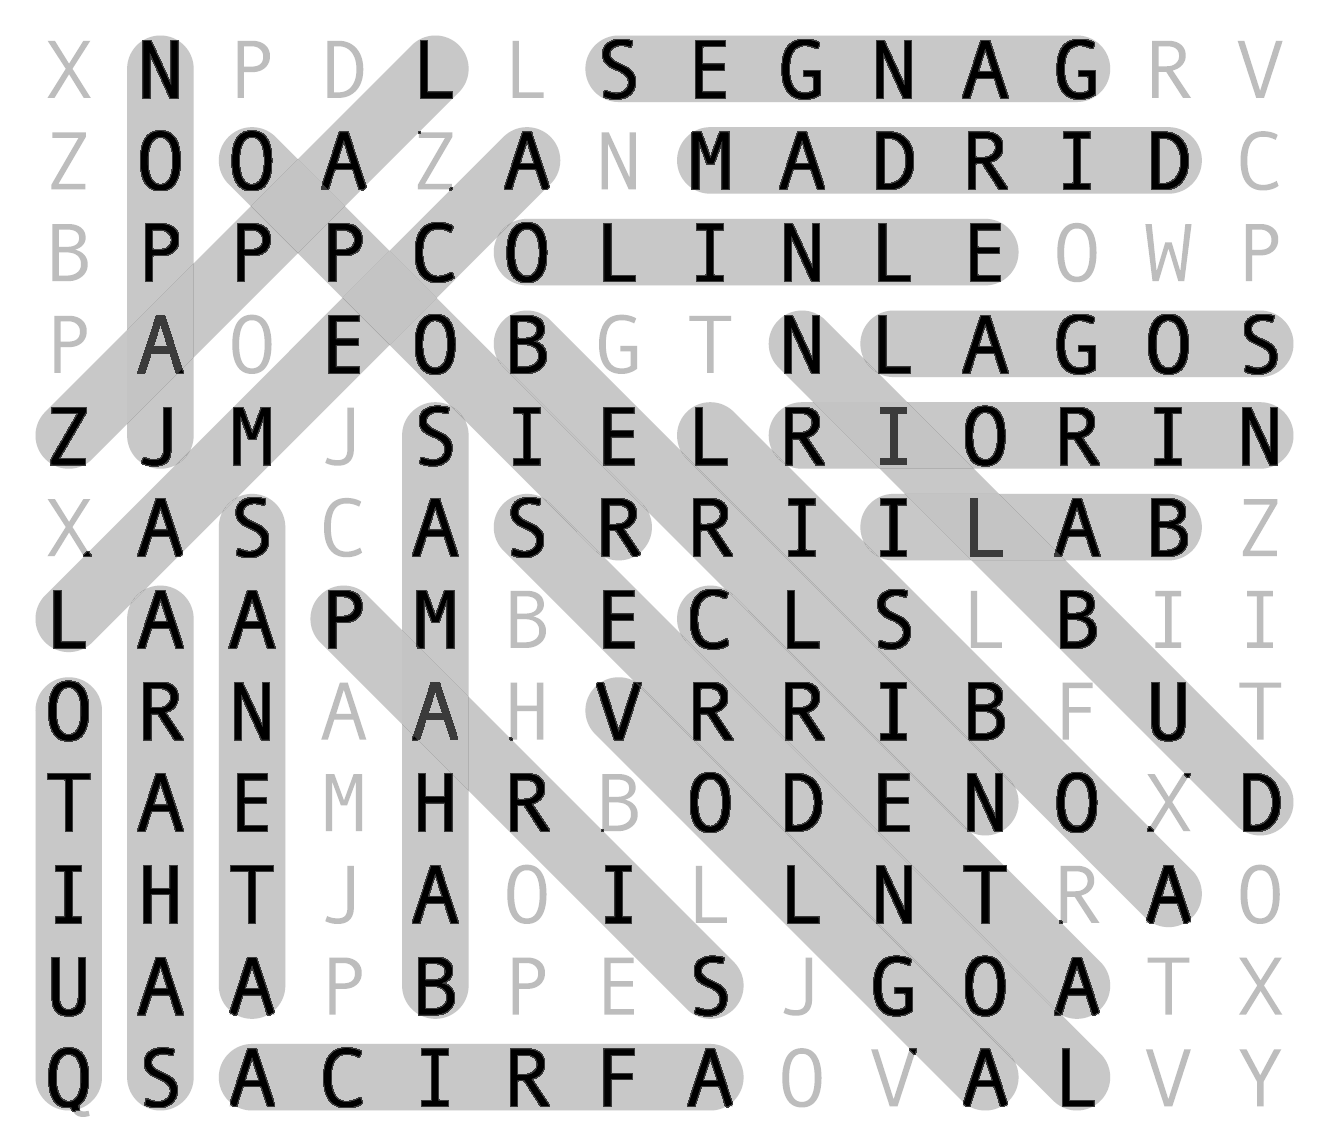 X N P D L L S E G N A G R V
Z O O A Z A N M A D R I D C
B P P P C O L I N L E O W P
P A O E O B G T N L A G O S
Z J M J S I E L R I O R I N
X A S C A S R R I I L A B Z
L A A P M B E C L S L B I I
O R N A A H V R R I B F U T
T A E M H R B O D E N O X D
I H T J A O I L L N T R A O
U A A P B P E S J G O A T X
Q S A C I R F A O V A L V Y